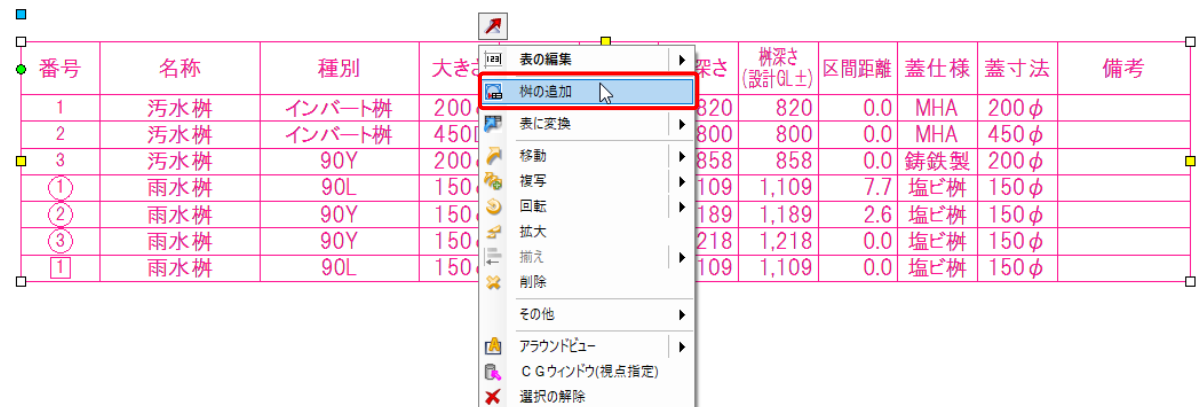 番号 名称 種別 大きさ 深さ 桝深さ(設計GL±) 区間距離 蓋仕様 蓋寸法 備考
1 汚水桝 インバート桝 200 820 820 0.0 MHA 200φ
2 汚水桝 インバート桝 450 800 800 0.0 MHA 450φ
3 汚水桝 90Y 200 858 858 0.0 鋳鉄製 200φ
① 雨水桝 90L 150 109 1,109 7.7 塩ビ桝 150φ
② 雨水桝 90Y 150 189 1,189 2.6 塩ビ桝 150φ
③ 雨水桝 90Y 150 218 1,218 0.0 塩ビ桝 150φ
1 雨水桝 90L 150 109 1,109 0.0 塩ビ桝 150φ
123 表の編集
桝の追加
表に変換
移動
複写
回転
拡大
揃え
削除
その他
アラウンドビュー
CGウィンドウ(視点指定)
選択の解除